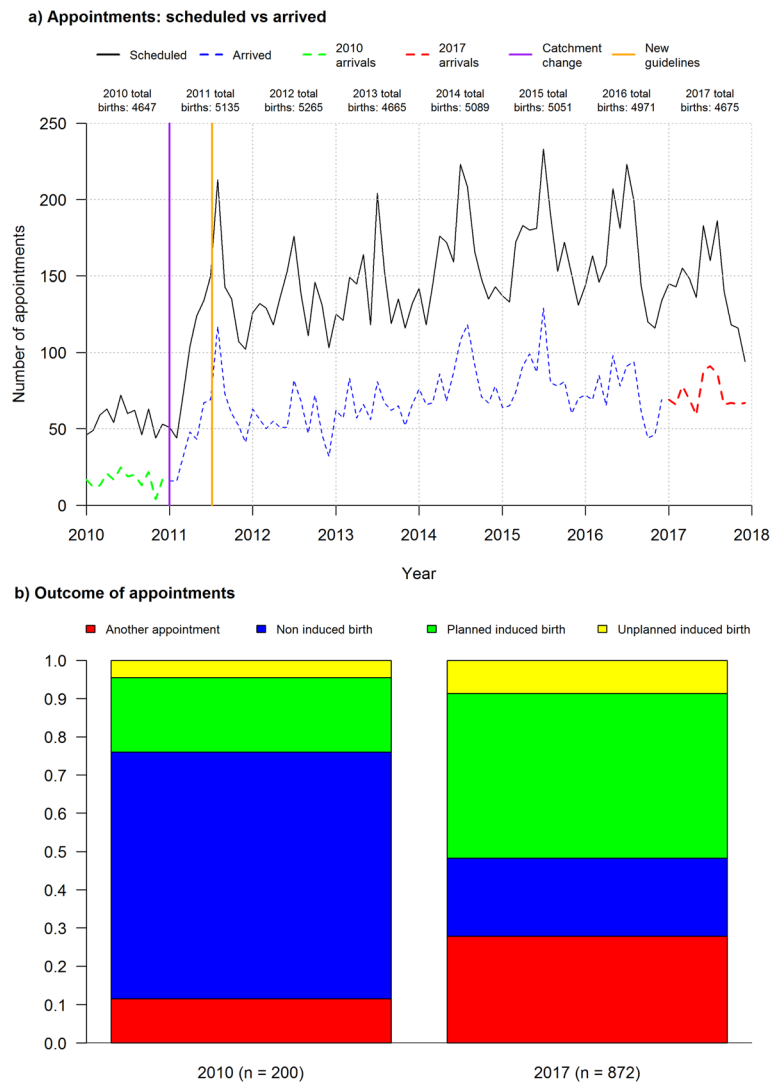 a) Appointments: scheduled vs arrived
Scheduled
Arrived
2010
arrivals
2017
arrivals
Catchment
change
New
guidelines
2010 total
births: 4647
2011 total
births: 5135
2012 total
births: 5265
2013 total
births: 4665
2014 total
births: 5089
2015 total
births: 5051
2016 total
births: 4971
2017 total
births: 4675
Number of appointments
250
200
150
100
50
0
2010
2011
2012
2013
2014
2015
2016
2017
2018
Year
b) Outcome of appointments
Another appointment
Non induced birth
Planned induced birth
Unplanned induced birth
1.0
0.9
0.8
0.7
0.6
0.5
0.4
0.3
0.2
0.1
0.0
2010 (n = 200)
2017 (n = 872)